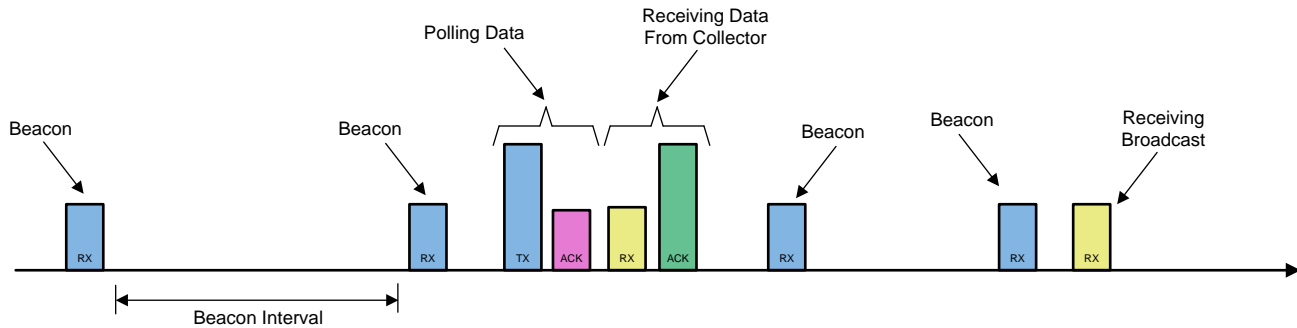 Receiving Data
From Collector
Polling Data
Beacon
Beacon
Beacon
Beacon
Receiving
Broadcast
RX
RX
TX
ACK
RX
ACK
RX
RX
RX
Beacon Interval